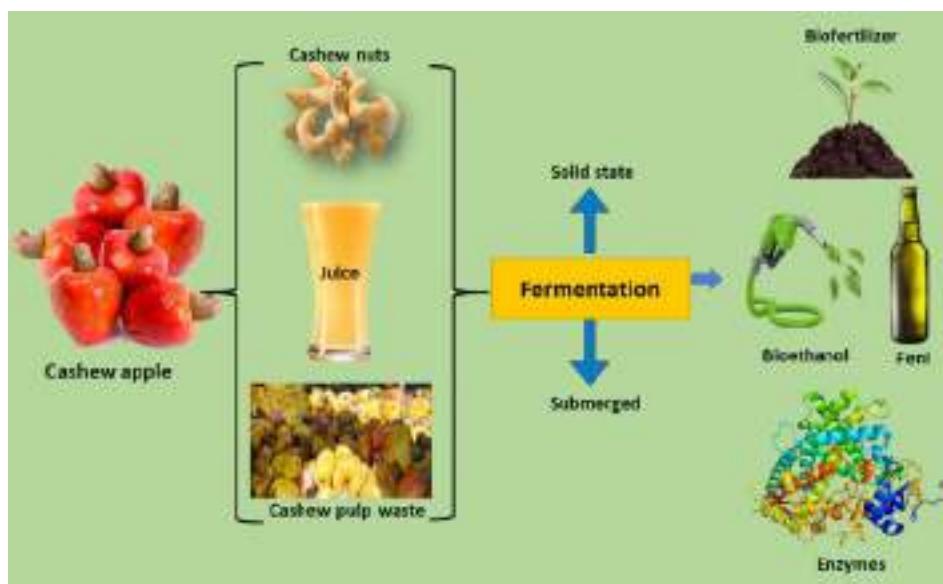 Cashew nuts
Juice
Cashew pulp waste
Cashew apple
Solid state
Fermentation
Submerged
Biofertilizer
Bioethanol
Feni
Enzymes